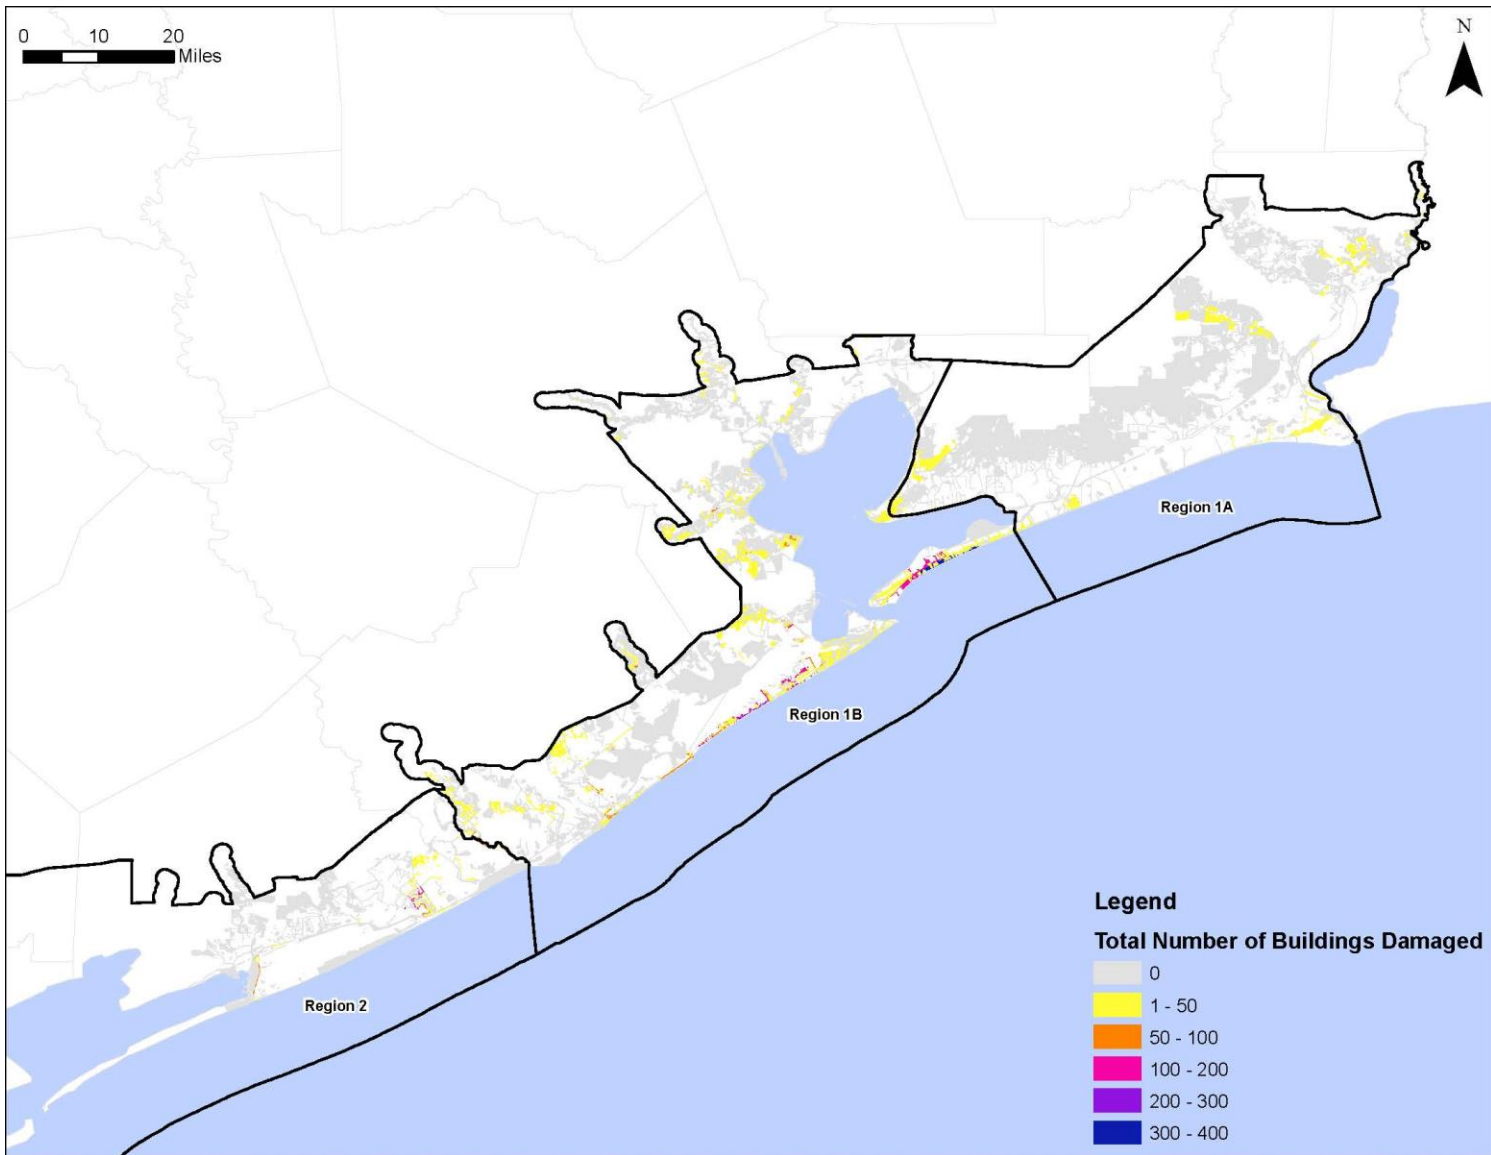 0 10 20
Miles
N
Region 1A
Region 1B
Region 2
Legend
Total Number of Buildings Damaged
0
1 - 50
50 - 100
100 - 200
200 - 300
300 - 400